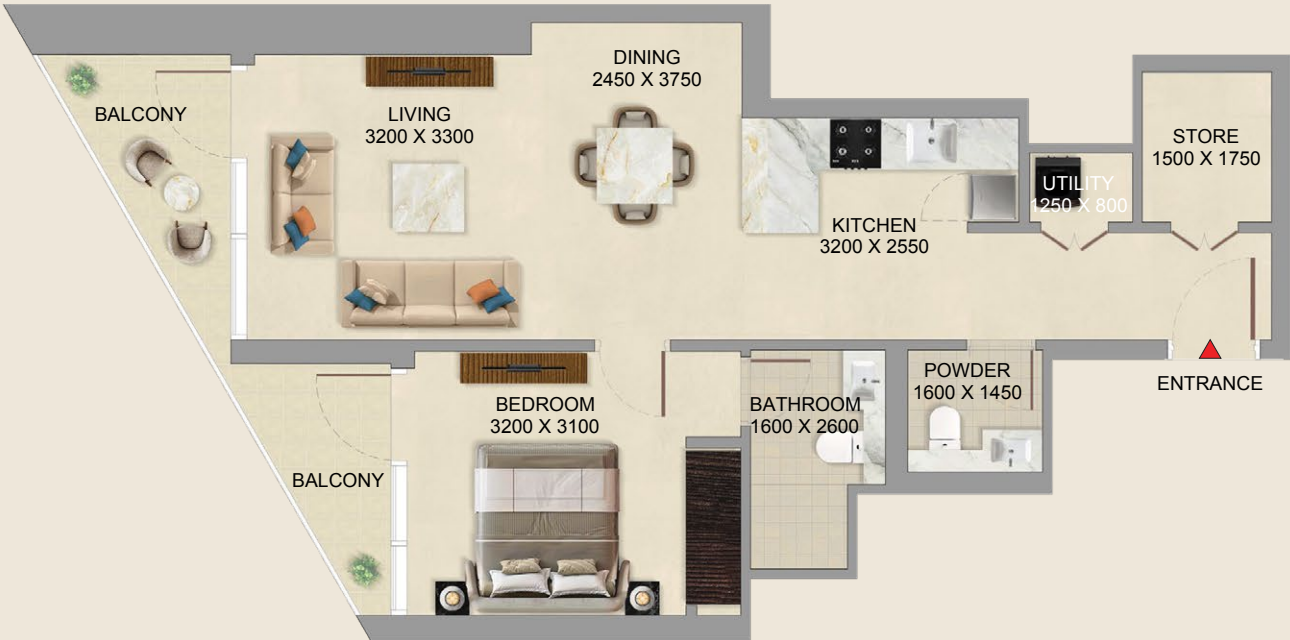 DINING
2450 X 3750
BALCONY
LIVING
3200 X 3300
STORE
1500 X 1750
UTILITY
1250 X 800
KITCHEN
3200 X 2550
POWDER
1600 X 1450
ENTRANCE
BEDROOM
3200 X 3100
BATHROOM
1600 X 2600
BALCONY